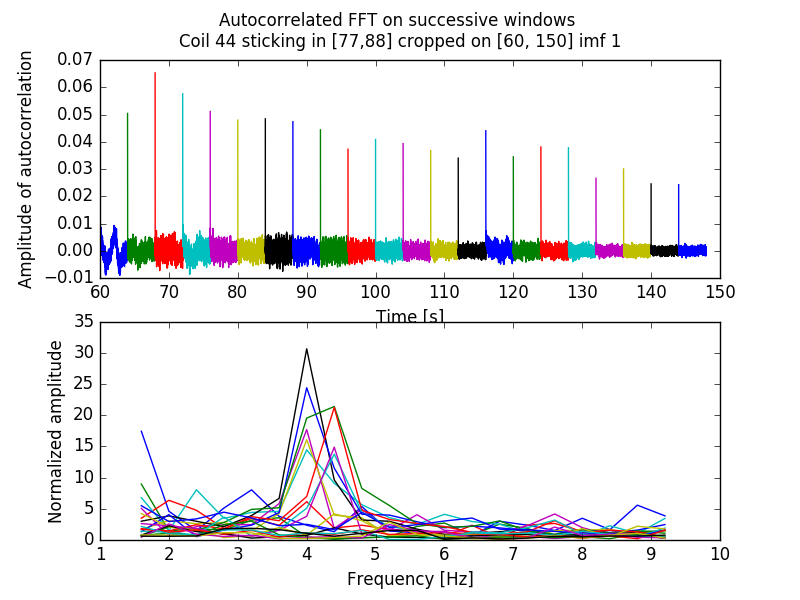 Autocorrelated FFT on successive windows
Coil 44 sticking in [77,88] cropped on [60, 150] imf 1
Amplitude of autocorrelation
0.07
0.06
0.05
0.04
0.03
0.02
0.01
0.00
−0.01
60 70 80 90 100 110 120 130 140 150
Time [s]
Normalized amplitude
35
30
25
20
15
10
5
0
1 2 3 4 5 6 7 8 9 10
Frequency [Hz]